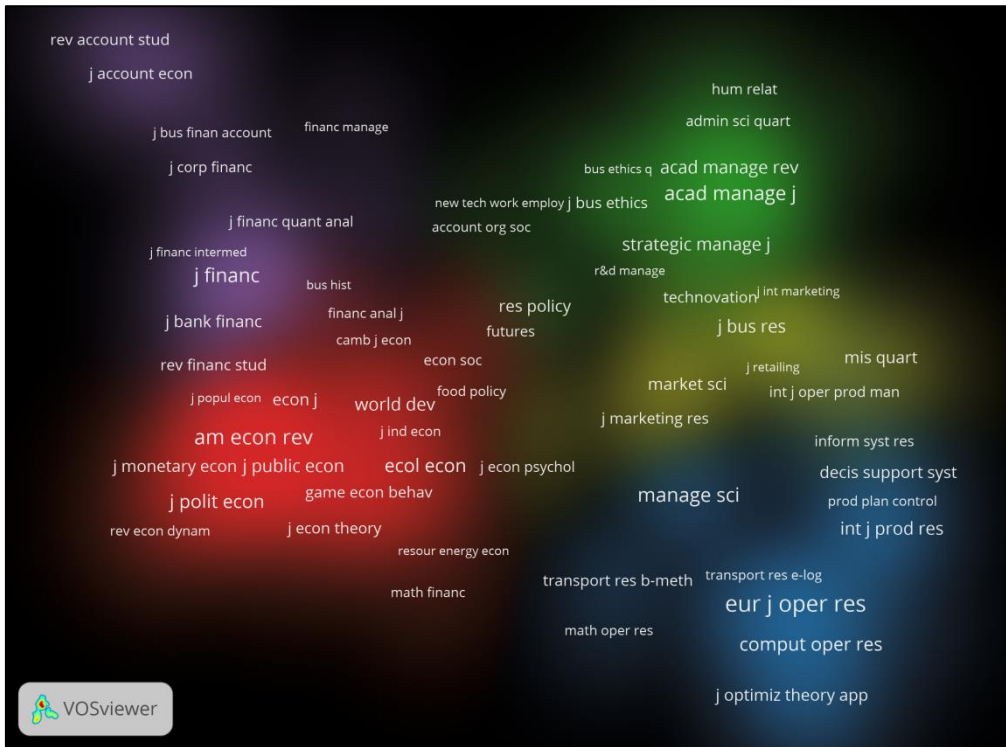 rev account stud
j account econ
hum relat
admin sci quart
financ manage
j bus finan account
j corp financ
bus ethics q
acad manage rev
acad manage j
new tech work employ
j bus ethics
j financ quant anal
account org soc
strategic manage j
j financ intermed
j financ
r&d manage
bus hist
technovation
j int marketing
res policy
financ anal j
j bank financ
j bus res
futures
camb j econ
econ soc
mis quart
rev financ stud
j retailing
market sci
food policy
int j oper prod man
j popul econ
econ j
world dev
j marketing res
am econ rev
j ind econ
inform syst res
j monetary econ
j public econ
ecol econ
j econ psychol
decis support syst
manage sci
game econ behav
j polit econ
prod plan control
int j prod res
rev econ dynam
j econ theory
resour energy econ
transport res b-meth
transport res e-log
math financ
eur j oper res
math oper res
comput oper res
j optimiz theory app
VOSviewer